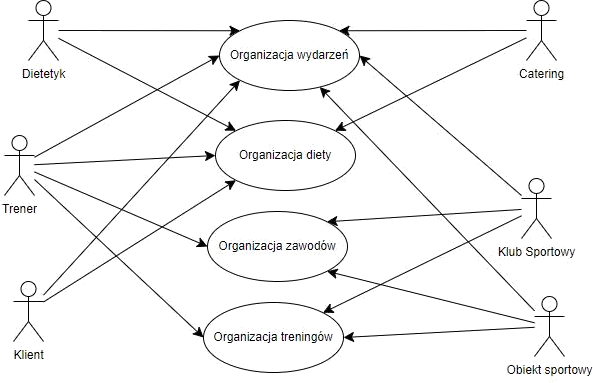 Organizacja wydarzeń
Dietetyk
Catering
Organizacja diety
Trener
Organizacja zawodów
Klub Sportowy
Organizacja treningów
Klient
Obiekt sportowy